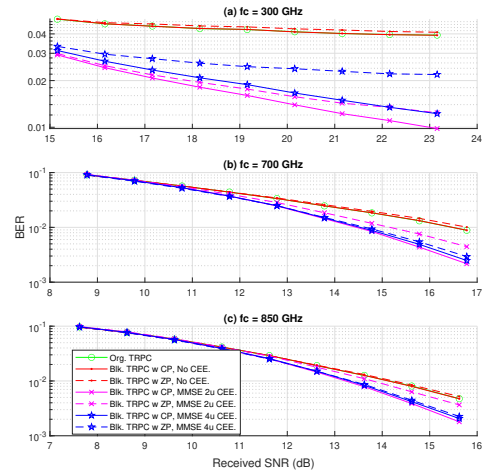 (a) fc = 300 GHz
0.04
0.02
0.01
15 16 17 18 19 20 21 22 23 24
(b) fc = 700 GHz
10-1
10-2
10-3
8 9 10 11 12 13 14 15 16 17
BER
(c) fc = 850 GHz
10-1
10-2
10-3
Org. TRPC
Blk. TRPC w CP, No CEE.
Blk. TRPC w ZP, No CEE.
Blk. TRPC w CP, MMSE 2u CEE.
Blk. TRPC w ZP, MMSE 2u CEE.
Blk. TRPC w CP, MMSE 4u CEE.
Blk. TRPC w ZP, MMSE 4u CEE.
7 8 9 10 11 12 13 14 15 16
Received SNR (dB)